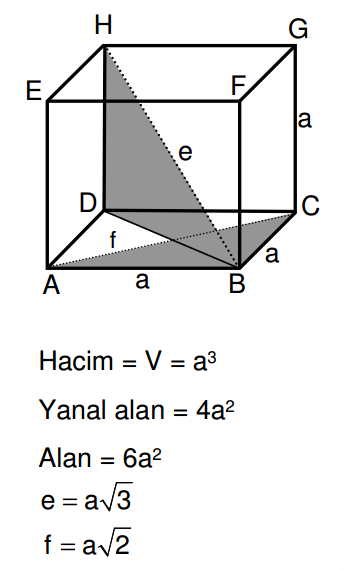 H
G
E
F
a
e
D
C
f
a
A
a
B
Hacim = V = a³
Yanal alan = 4a²
Alan = 6a²
e = a√3
f = a√2